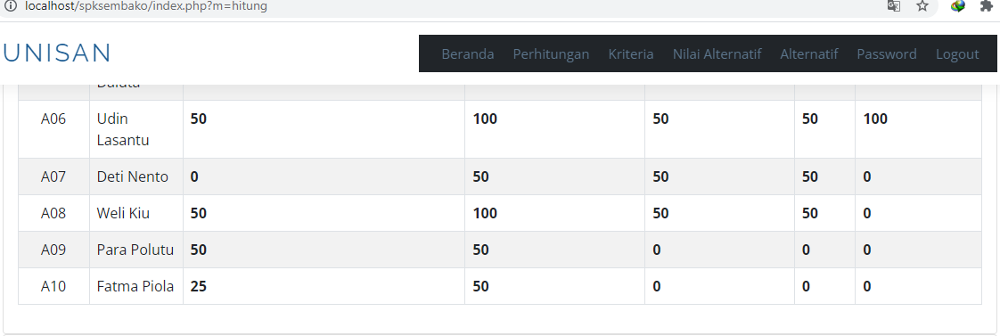 localhost/spksembako/index.php?m=hitung
UNISAN
Beranda Perhitungan Kriteria Nilai Alternatif Alternatif Password Logout
A06 Udin Lasantu 50 100 50 50 100
A07 Deti Nento 0 50 50 50 0
A08 Weli Kiu 50 100 50 50 0
A09 Para Polutu 50 50 0 0 0
A10 Fatma Piola 25 50 0 0 0